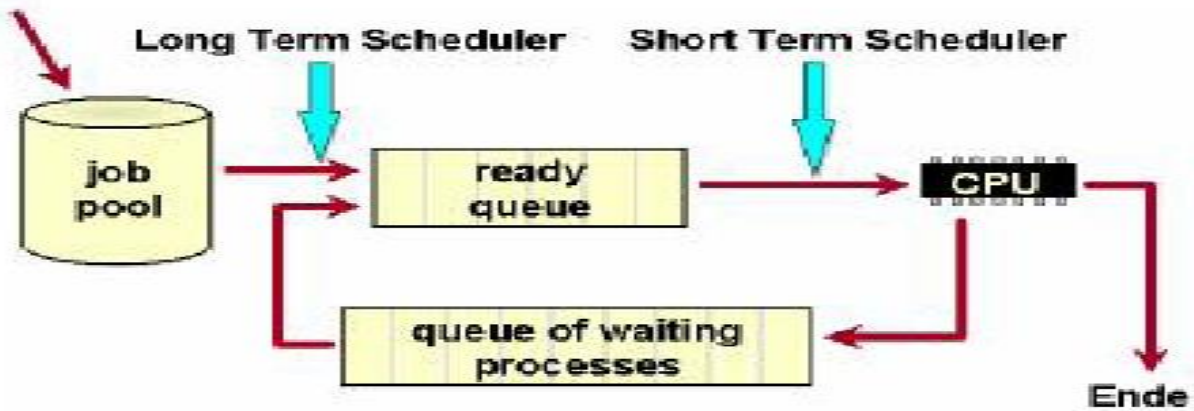 Long Term Scheduler
Short Term Scheduler
job
pool
ready
queue
CPU
queue of waiting
processes
Ende